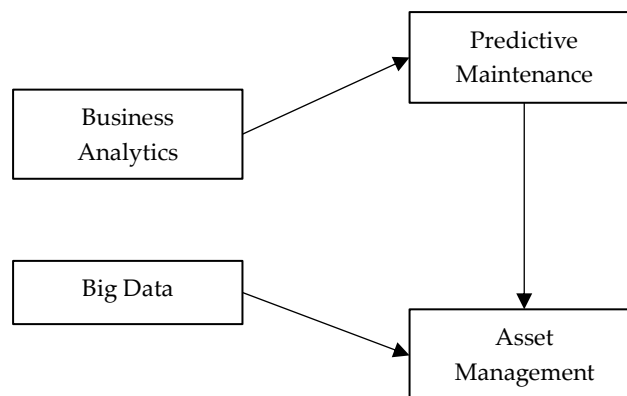 Predictive
Maintenance
Business
Analytics
Big Data
Asset
Management